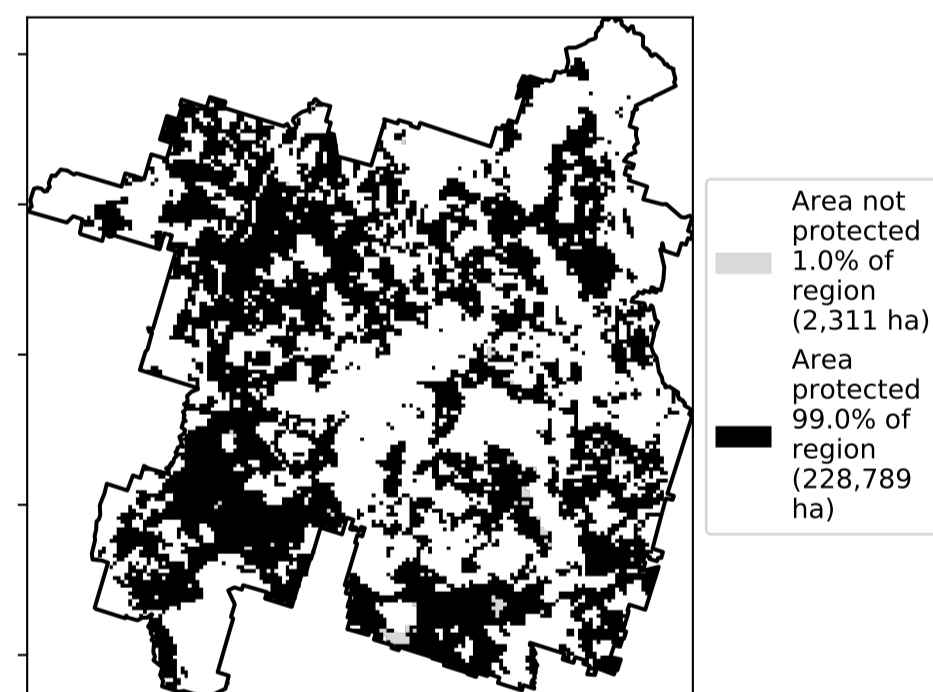 Area not
protected
1.0% of
region
(2,311 ha)
Area
protected
99.0% of
region
(228,789
ha)